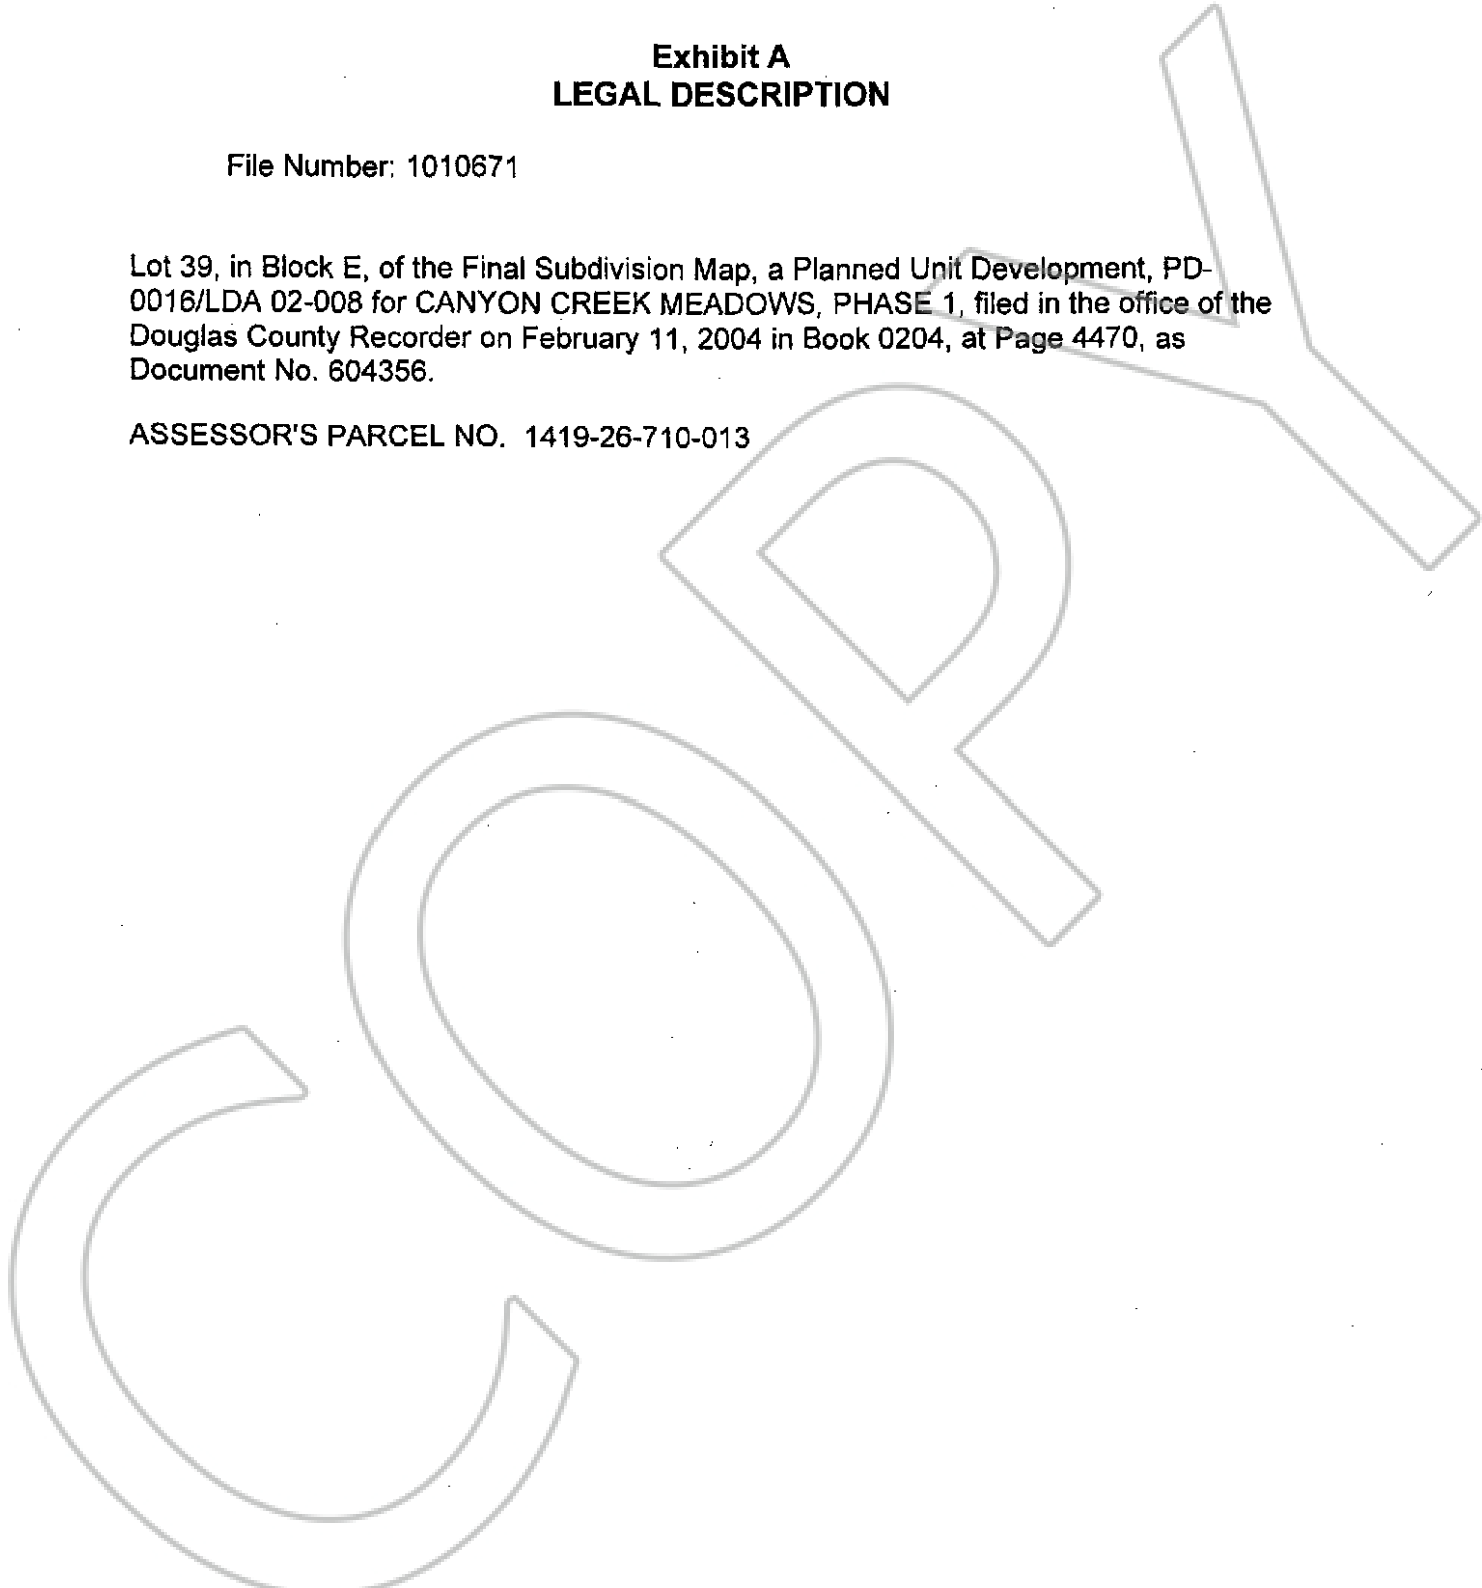 Exhibit A
LEGAL DESCRIPTION
File Number: 1010671
Lot 39, in Block E, of the Final Subdivision Map, a Planned Unit Development, PD-
0016/LDA 02-008 for CANYON CREEK MEADOWS, PHASE 1, filed in the office of the
Douglas County Recorder on February 11, 2004 in Book 0204, at Page 4470, as
Document No. 604356.
ASSESSOR'S PARCEL NO. 1419-26-710-013
COPY